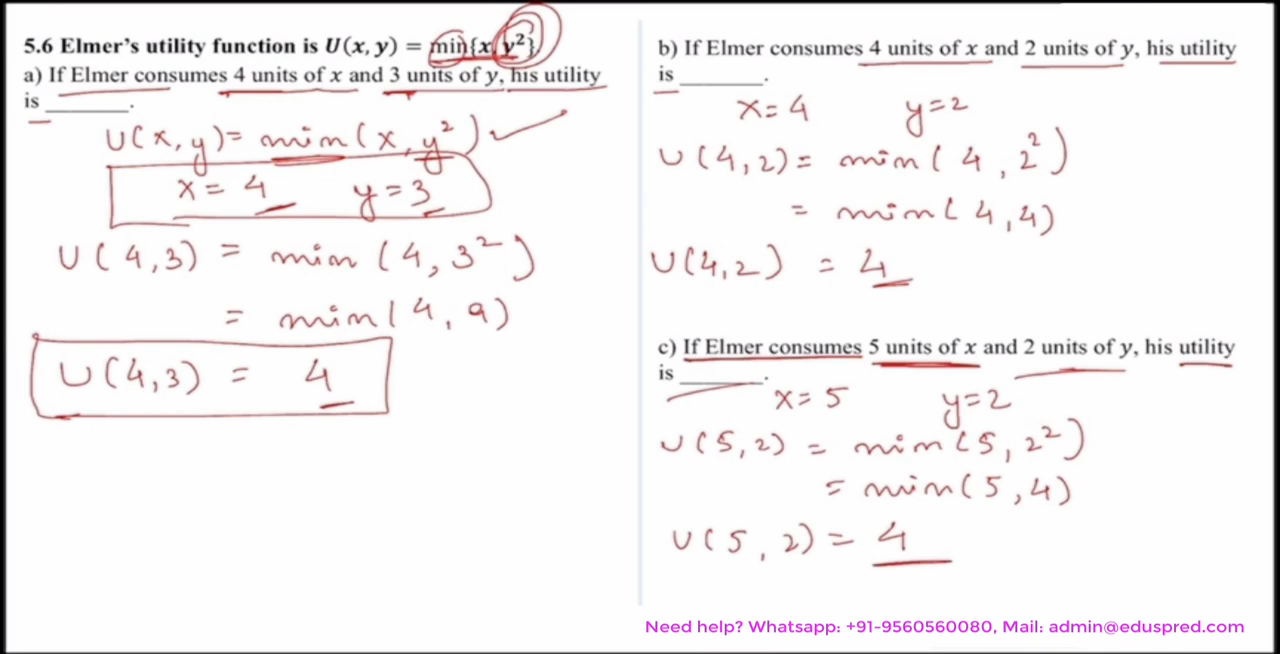 5.6 Elmer's utility function is U(x, y) = min{x, y²}.
a) If Elmer consumes 4 units of x and 3 units of y, his utility
is ________.
U(x, y) = min(x, y²)
x = 4 y = 3
U(4,3) = min(4, 3²)
= min(4, 9)
U(4,3) = 4
b) If Elmer consumes 4 units of x and 2 units of y, his utility
is ________.
x = 4 y = 2
U(4,2) = min(4, 2²)
= min(4,4)
U(4,2) = 4
c) If Elmer consumes 5 units of x and 2 units of y, his utility
is ________.
x = 5 y = 2
U(5,2) = min(5, 2²)
= min(5,4)
U(5,2) = 4
Need help? Whatsapp: +91-9560560080, Mail: admin@eduspred.com